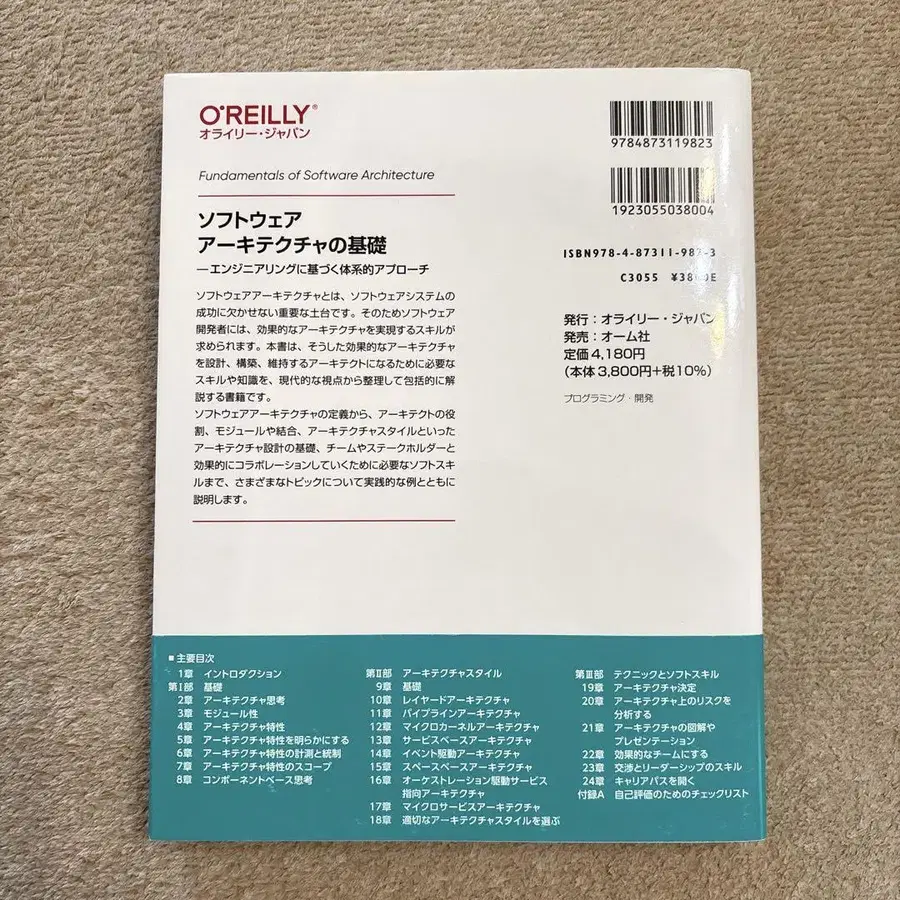 O'REILLY®
オライリー・ジャパン
Fundamentals of Software Architecture
ソフトウェア
アーキテクチャの基礎
―エンジニアリングに基づく体系的アプローチ
ソフトウェアアーキテクチャとは、ソフトウェアシステムの
成功に欠かせない重要な土台です。そのためソフトウェア
開発者には、効果的なアーキテクチャを実現するスキルが
求められます。本書は、そうした効果的なアーキテクチャ
を設計、構築、維持するアーキテクトになるために必要な
スキルや知識を、現代的な視点から整理して包括的に解
説する書籍です。
ソフトウェアアーキテクチャの定義から、アーキテクトの役
割、モジュールや結合、アーキテクチャスタイルといった
アーキテクチャ設計の基礎、チームやステークホルダーと
効果的にコラボレーションしていくために必要なソフトスキ
ルまで、さまざまなトピックについて実践的な例とともに
説明します。
9784873119823
1923055038004
ISBN978-4-87311-982-3
C3055 ¥3800E
発行：オライリー・ジャパン
発売：オーム社
定価4,180円
（本体3,800円+税10%）
プログラミング・開発
■主要目次
1章 イントロダクション
第Ⅰ部 基礎
2章 アーキテクチャ思考
3章 モジュール性
4章 アーキテクチャ特性
5章 アーキテクチャ特性を明らかにする
6章 アーキテクチャ特性の計測と統制
7章 アーキテクチャ特性のスコープ
8章 コンポーネントベース思考
第Ⅱ部 アーキテクチャスタイル
9章 基礎
10章 レイヤードアーキテクチャ
11章 パイプラインアーキテクチャ
12章 マイクロカーネルアーキテクチャ
13章 サービスベースアーキテクチャ
14章 イベント駆動アーキテクチャ
15章 スペースベースアーキテクチャ
16章 オーケストレーション駆動サービス
指向アーキテクチャ
17章 マイクロサービスアーキテクチャ
18章 適切なアーキテクチャスタイルを選ぶ
第Ⅲ部 テクニックとソフトスキル
19章 アーキテクチャ決定
20章 アーキテクチャ上のリスクを
分析する
21章 アーキテクチャの図解や
プレゼンテーション
22章 効果的なチームにする
23章 交渉とリーダーシップのスキル
24章 キャリアパスを開く
付録A 自己評価のためのチェックリスト